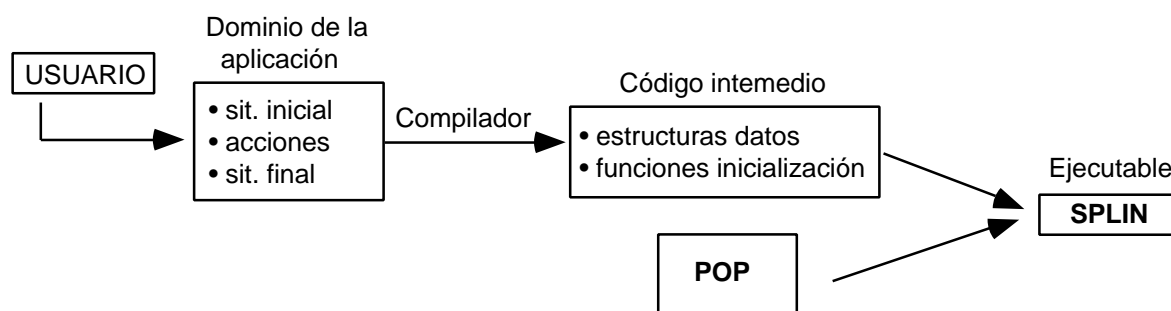 USUARIO
Dominio de la
aplicación
• sit. inicial
• acciones
• sit. final
Compilador
Código intemedio
• estructuras datos
• funciones inicialización
POP
Ejecutable
SPLIN